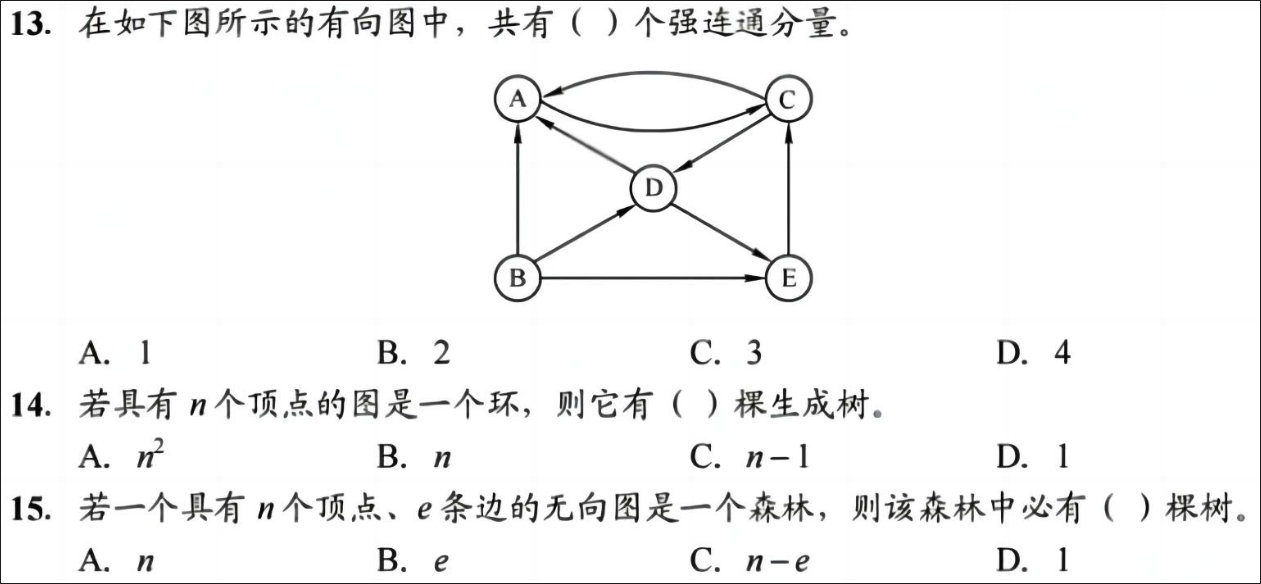 13. 在如下图所示的有向图中，共有（ ）个强连通分量。
A C
D
B E
A. 1 B. 2 C. 3 D. 4
14. 若具有 n 个顶点的图是一个环，则它有（ ）棵生成树。
A. n² B. n C. n－1 D. 1
15. 若一个具有 n 个顶点、e 条边的无向图是一个森林，则该森林中必有（ ）棵树。
A. n B. e C. n－e D. 1